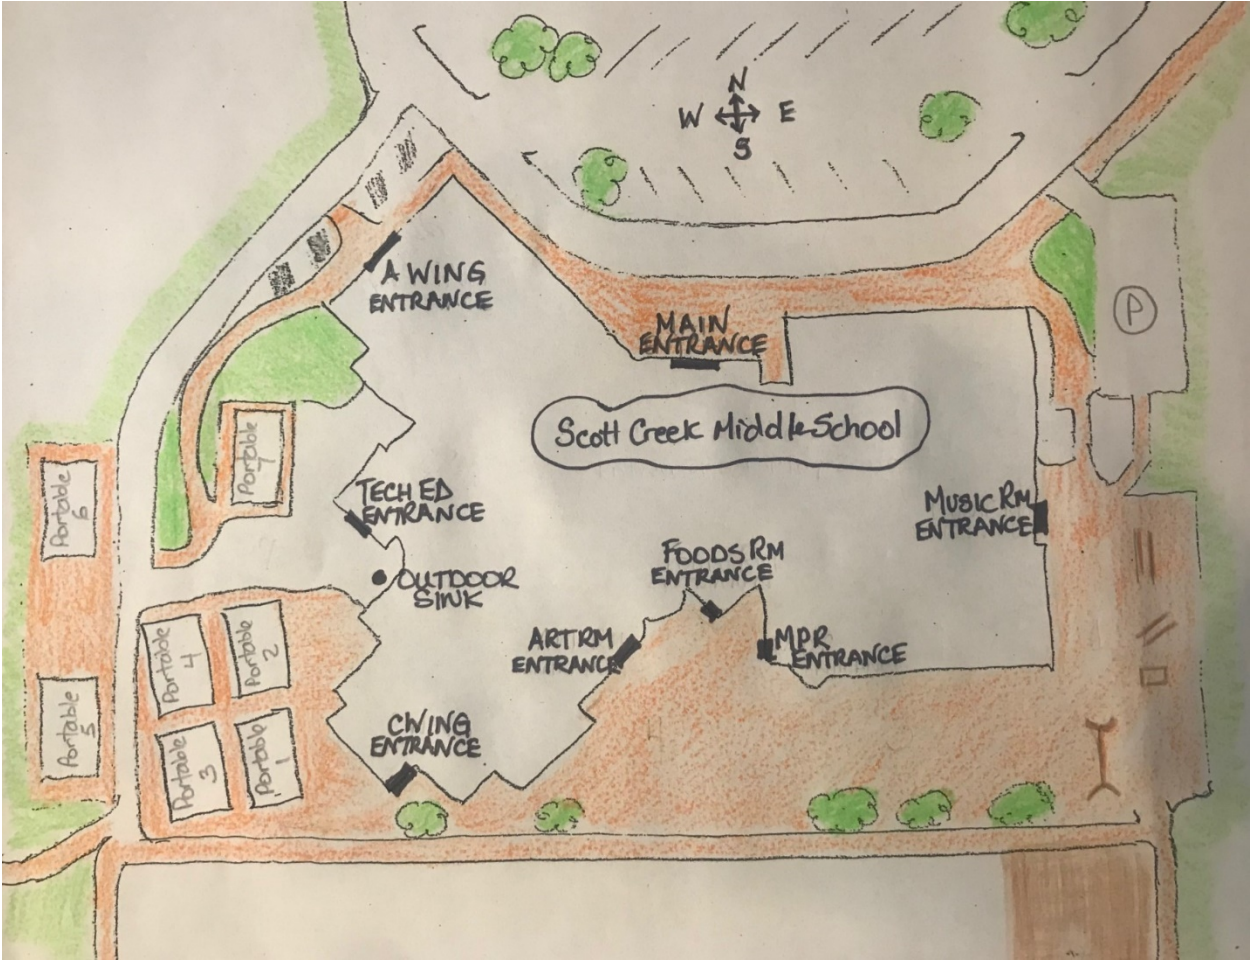 N
W E
S
A WING
ENTRANCE
MAIN
ENTRANCE
P
Scott Creek Middle School
Portable
7
Portable
6
TECH ED
ENTRANCE
MUSIC RM
ENTRANCE
FOODS RM
ENTRANCE
OUTDOOR
SINK
ART RM
ENTRANCE
MPR
ENTRANCE
Portable
4
Portable
2
Portable
5
Portable
3
Portable
1
C WING
ENTRANCE